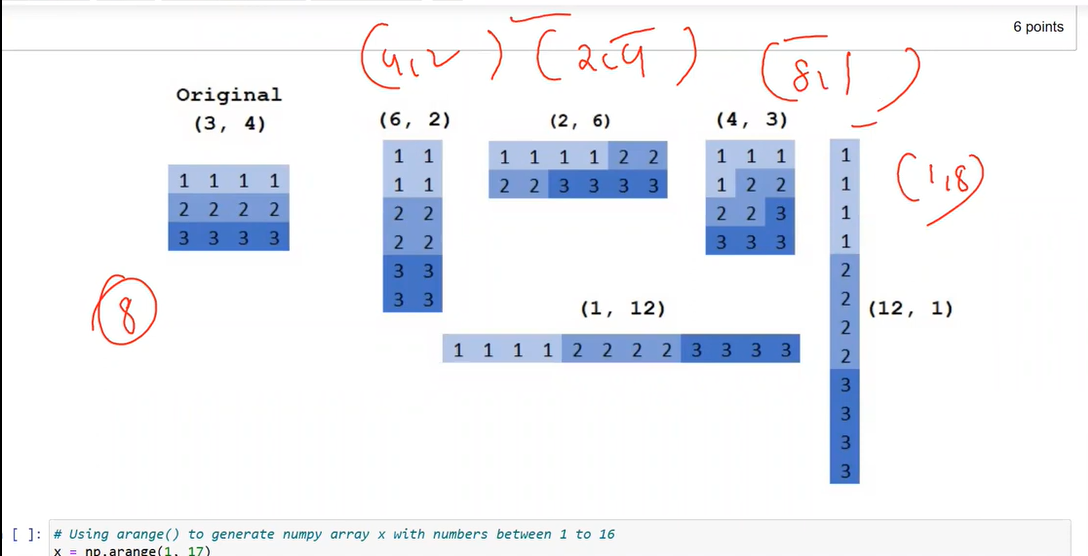 6 points
(4,2) (2,4) (8,1)
Original
(3, 4)
(6, 2)
(2, 6)
(4, 3)
1 1 1 1
2 2 2 2
3 3 3 3
1 1
1 1
2 2
2 2
3 3
3 3
1 1 1 1 2 2
2 2 3 3 3 3
1 1 1
1 2 2
2 2 3
3 3 3
1
1
1
1
2
2
2
2
3
3
3
3
(1,8)
8
(1, 12)
(12, 1)
1 1 1 1 2 2 2 2 3 3 3 3
[ ]: # Using arange() to generate numpy array x with numbers between 1 to 16
x = np.arange(1, 17)